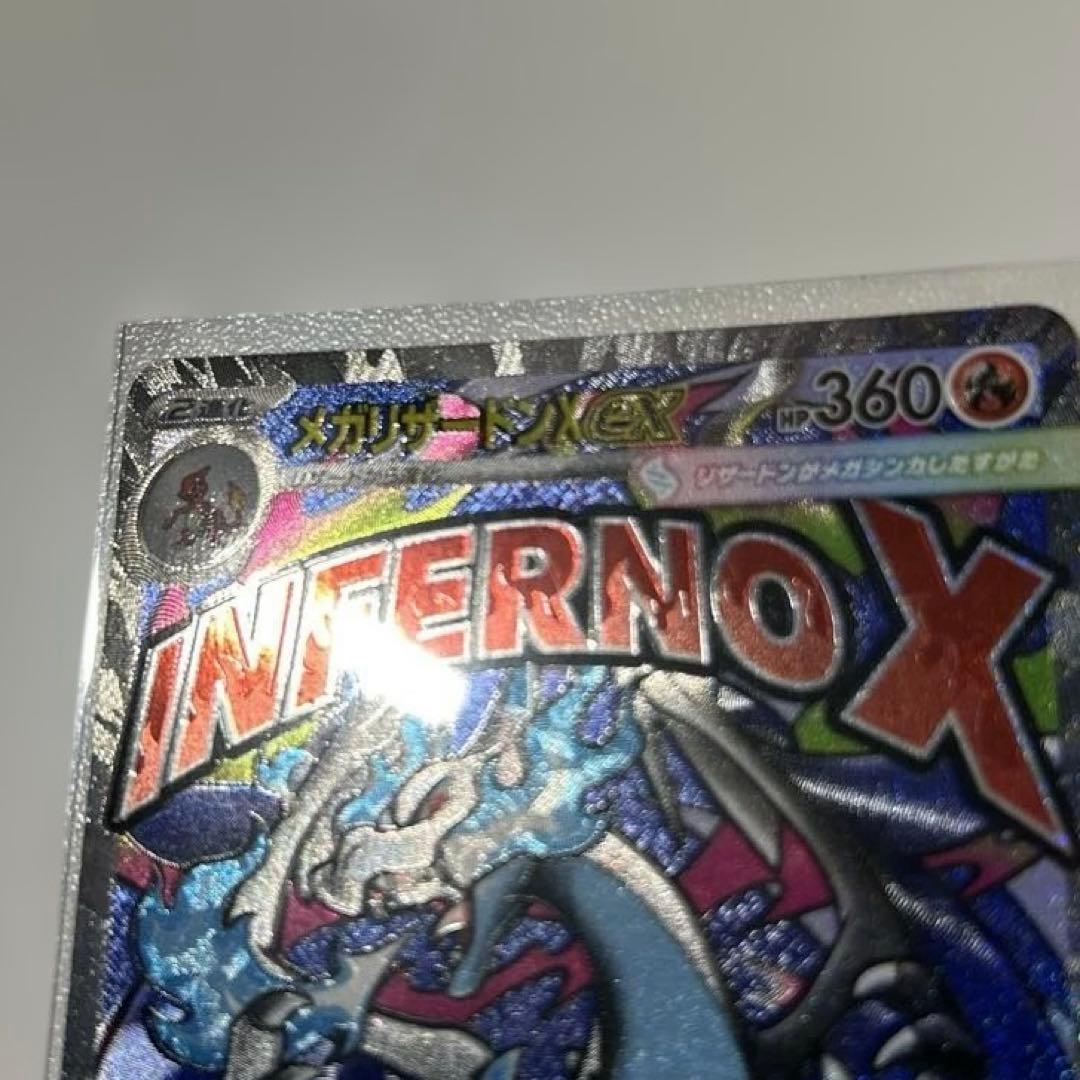 2進化
メガリザードンXex
HP360
リザードンがメガシンカしたすがた
INFERNO X